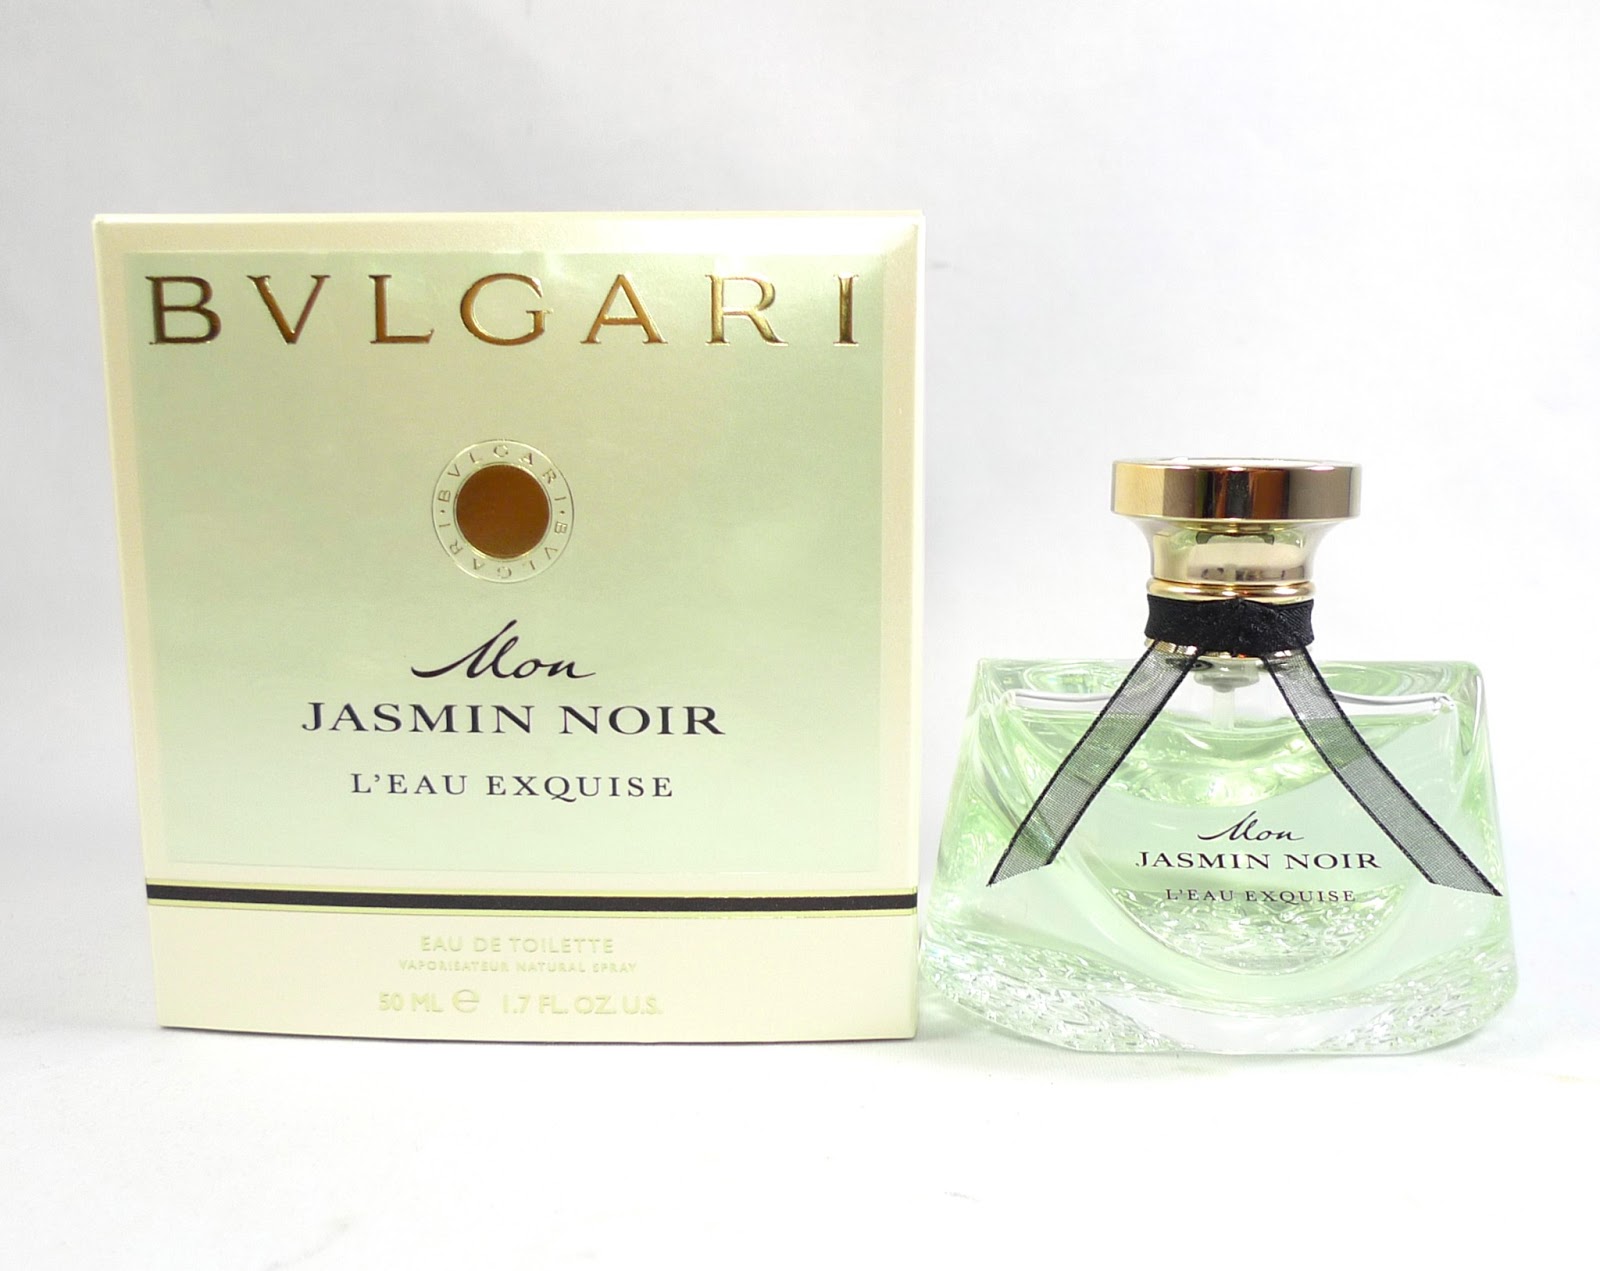 BVLGARI
BVLGARI · BVLGARI ·
Mon
JASMIN NOIR
L'EAU EXQUISE
EAU DE TOILETTE
VAPORISATEUR NATURAL SPRAY
50 ML ℮ 1.7 FL. OZ. U.S.
Mon
JASMIN NOIR
L'EAU EXQUISE